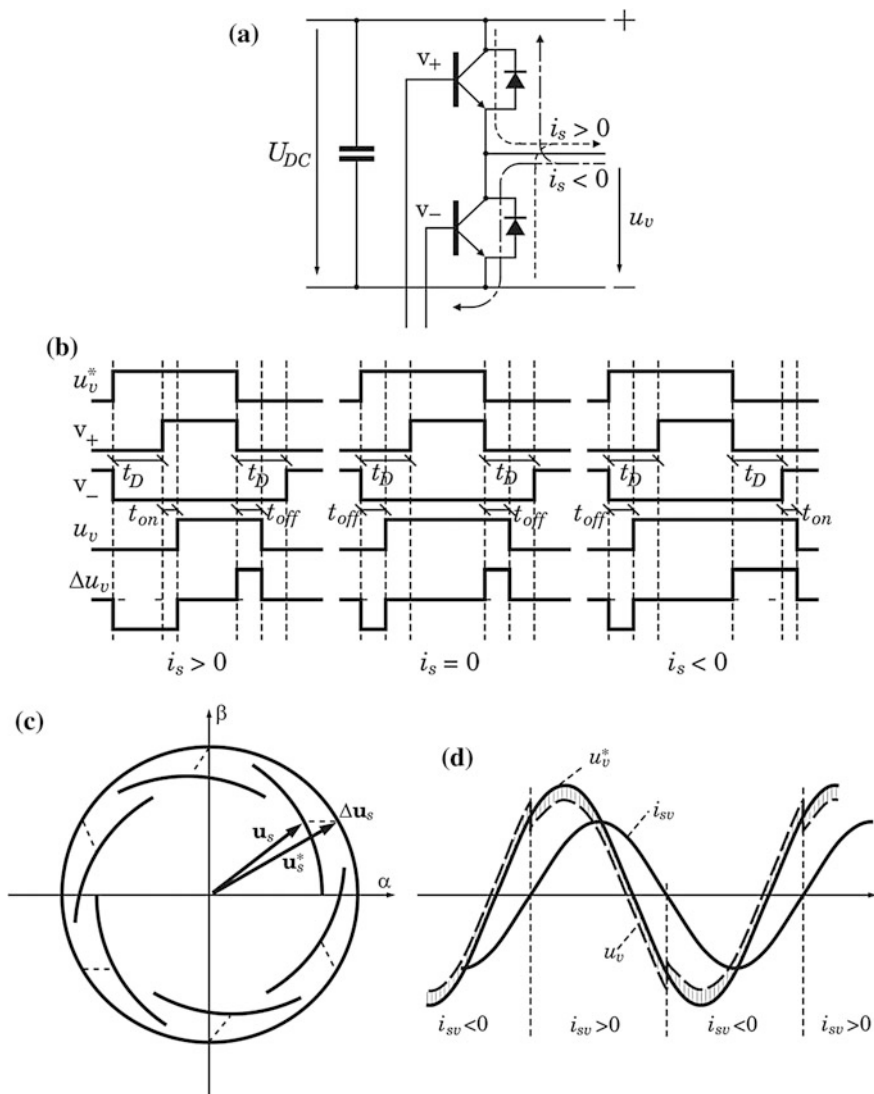 (a)
+
v₊
i_s > 0
U_DC
i_s < 0
v₋
u_v
−
(b)
u_v^*
v₊
t_D t_D t_D t_D t_D t_D
v₋
t_on t_off t_off t_off t_off t_on
u_v
Δu_v
i_s > 0 i_s = 0 i_s < 0
(c)
β
(d)
u_v^*
i_sv
Δu_s
u_s
u_s^*
α
u_v
i_sv<0 i_sv>0 i_sv<0 i_sv>0